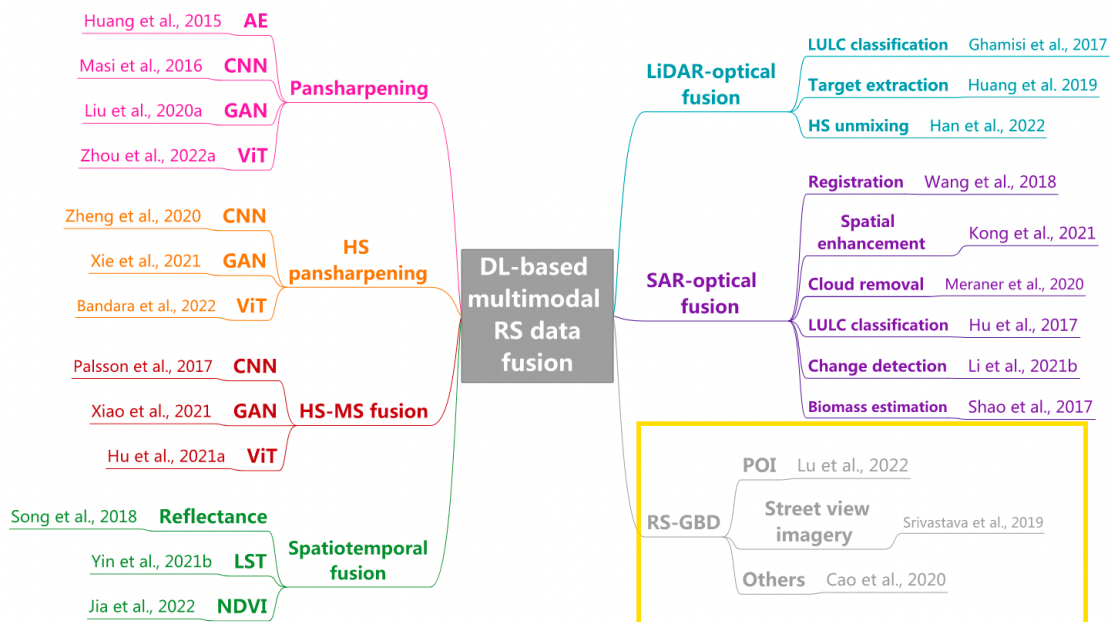 Huang et al., 2015 AE
Masi et al., 2016 CNN
Pansharpening
Liu et al., 2020a GAN
Zhou et al., 2022a ViT
Zheng et al., 2020 CNN
HS
pansharpening
Xie et al., 2021 GAN
Bandara et al., 2022 ViT
Palsson et al., 2017 CNN
Xiao et al., 2021 GAN
HS-MS fusion
Hu et al., 2021a ViT
Song et al., 2018 Reflectance
Spatiotemporal
fusion
Yin et al., 2021b LST
Jia et al., 2022 NDVI
DL-based
multimodal
RS data
fusion
LiDAR-optical
fusion
LULC classification Ghamisi et al., 2017
Target extraction Huang et al. 2019
HS unmixing Han et al., 2022
SAR-optical
fusion
Registration Wang et al., 2018
Spatial
enhancement
Kong et al., 2021
Cloud removal Meraner et al., 2020
LULC classification Hu et al., 2017
Change detection Li et al., 2021b
Biomass estimation Shao et al., 2017
RS-GBD
POI Lu et al., 2022
Street view
imagery
Srivastava et al., 2019
Others Cao et al., 2020